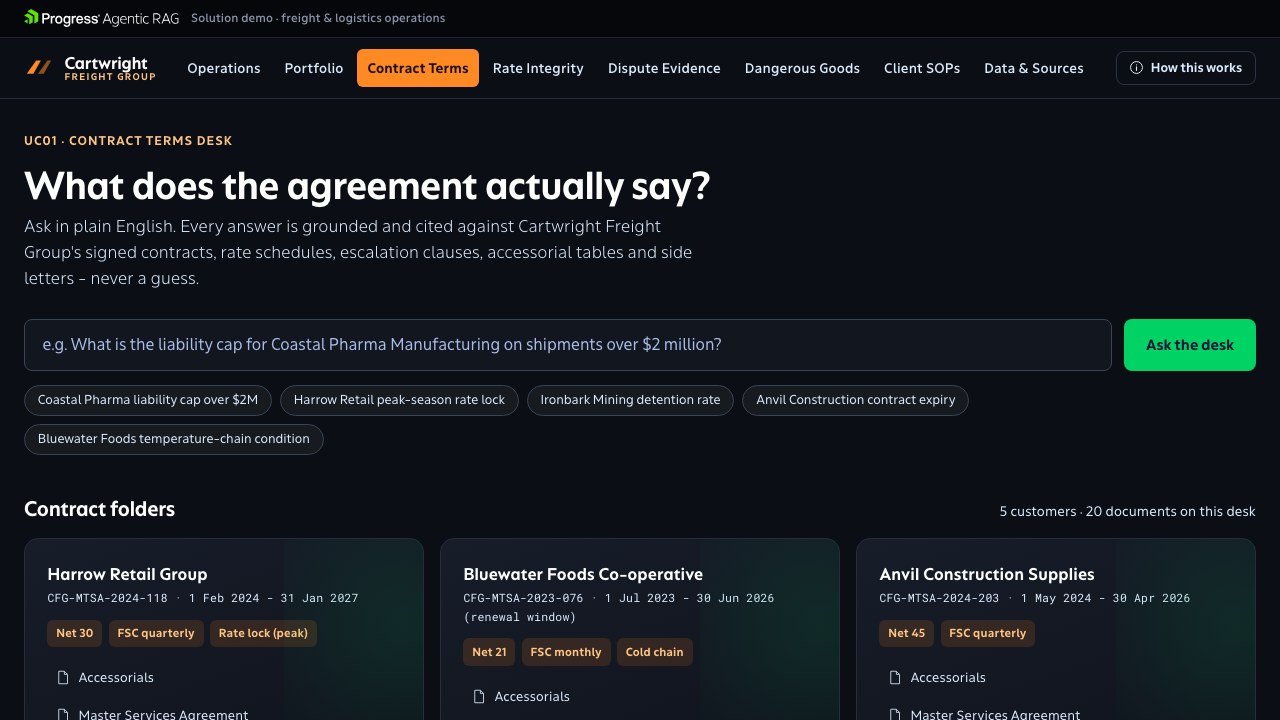 Progress® Agentic RAG Solution demo · freight & logistics operations
Cartwright
FREIGHT GROUP
Operations Portfolio Contract Terms Rate Integrity Dispute Evidence Dangerous Goods Client SOPs Data & Sources How this works
UC01 · CONTRACT TERMS DESK
What does the agreement actually say?
Ask in plain English. Every answer is grounded and cited against Cartwright Freight
Group's signed contracts, rate schedules, escalation clauses, accessorial tables and side
letters – never a guess.
e.g. What is the liability cap for Coastal Pharma Manufacturing on shipments over $2 million? Ask the desk
Coastal Pharma liability cap over $2M Harrow Retail peak-season rate lock Ironbark Mining detention rate Anvil Construction contract expiry
Bluewater Foods temperature-chain condition
Contract folders 5 customers · 20 documents on this desk
Harrow Retail Group
CFG-MTSA-2024-118 · 1 Feb 2024 – 31 Jan 2027
Net 30 FSC quarterly Rate lock (peak)
Accessorials
Master Services Agreement
Bluewater Foods Co-operative
CFG-MTSA-2023-076 · 1 Jul 2023 – 30 Jun 2026
(renewal window)
Net 21 FSC monthly Cold chain
Accessorials
Anvil Construction Supplies
CFG-MTSA-2024-203 · 1 May 2024 – 30 Apr 2026
Net 45 FSC quarterly
Accessorials
Master Services Agreement